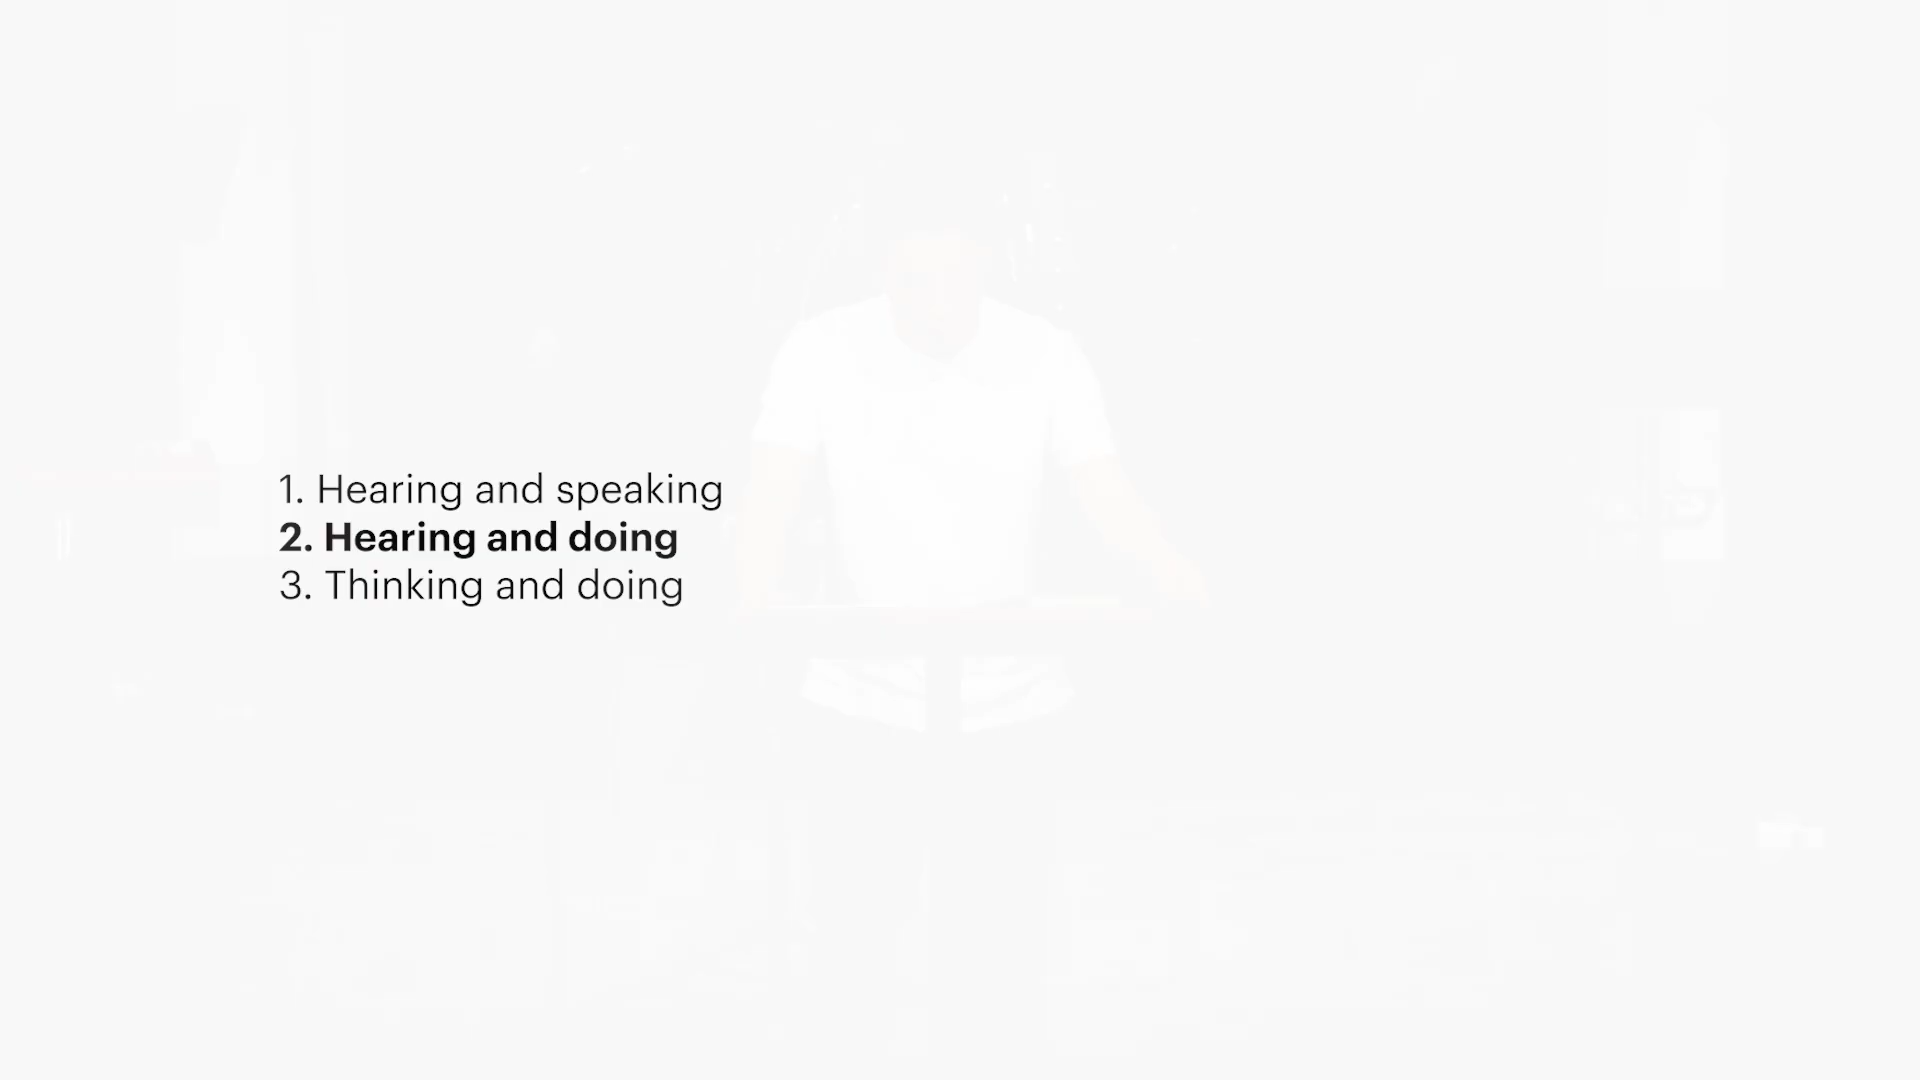 1. Hearing and speaking
2. Hearing and doing
3. Thinking and doing